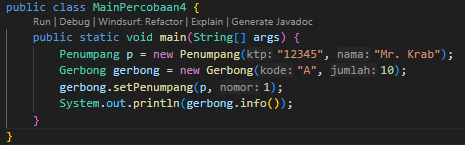 public class MainPercobaan4 {
Run | Debug | Windsurf: Refactor | Explain | Generate Javadoc
public static void main(String[] args) {
Penumpang p = new Penumpang(ktp: "12345", nama: "Mr. Krab");
Gerbong gerbong = new Gerbong(kode: "A", jumlah: 10);
gerbong.setPenumpang(p, nomor: 1);
System.out.println(gerbong.info());
}
}